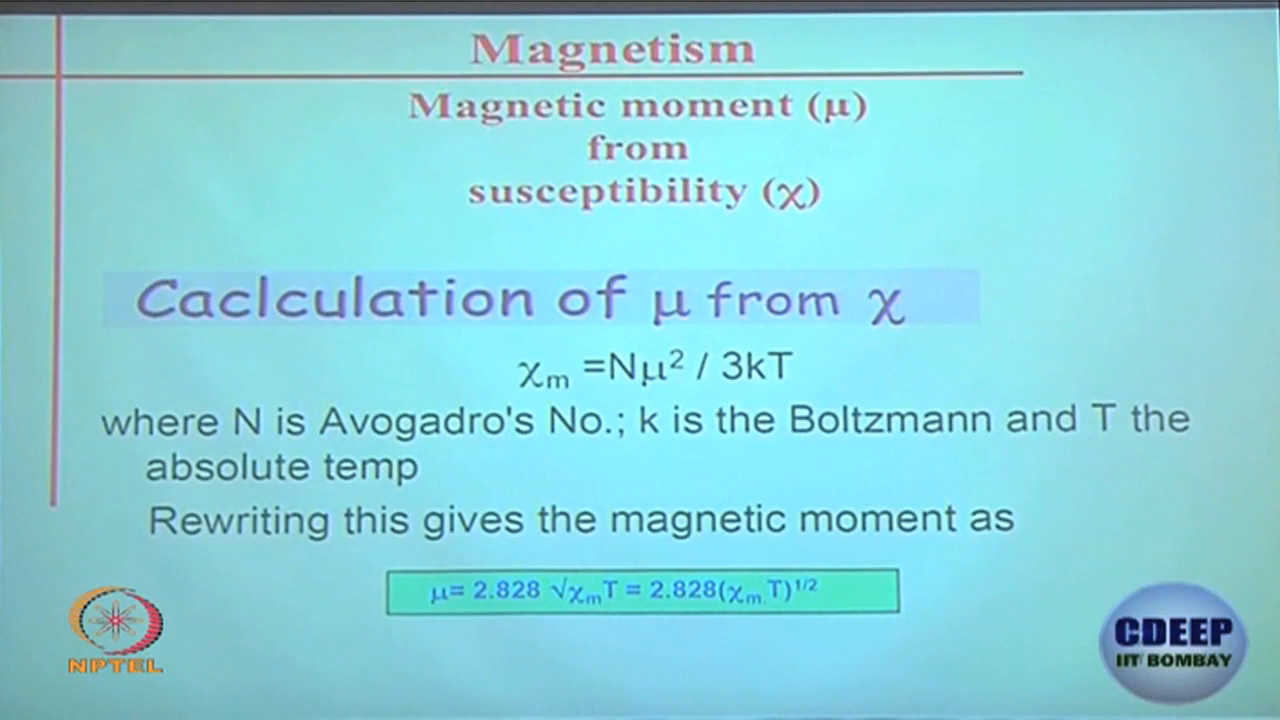 Magnetism
Magnetic moment (μ)
from
susceptibility (χ)
Caclculation of μ from χ
χm =Nμ² / 3kT
where N is Avogadro's No.; k is the Boltzmann and T the
absolute temp
Rewriting this gives the magnetic moment as
μ= 2.828 √χmT = 2.828(χm.T)1/2
NPTEL
CDEEP
IIT BOMBAY